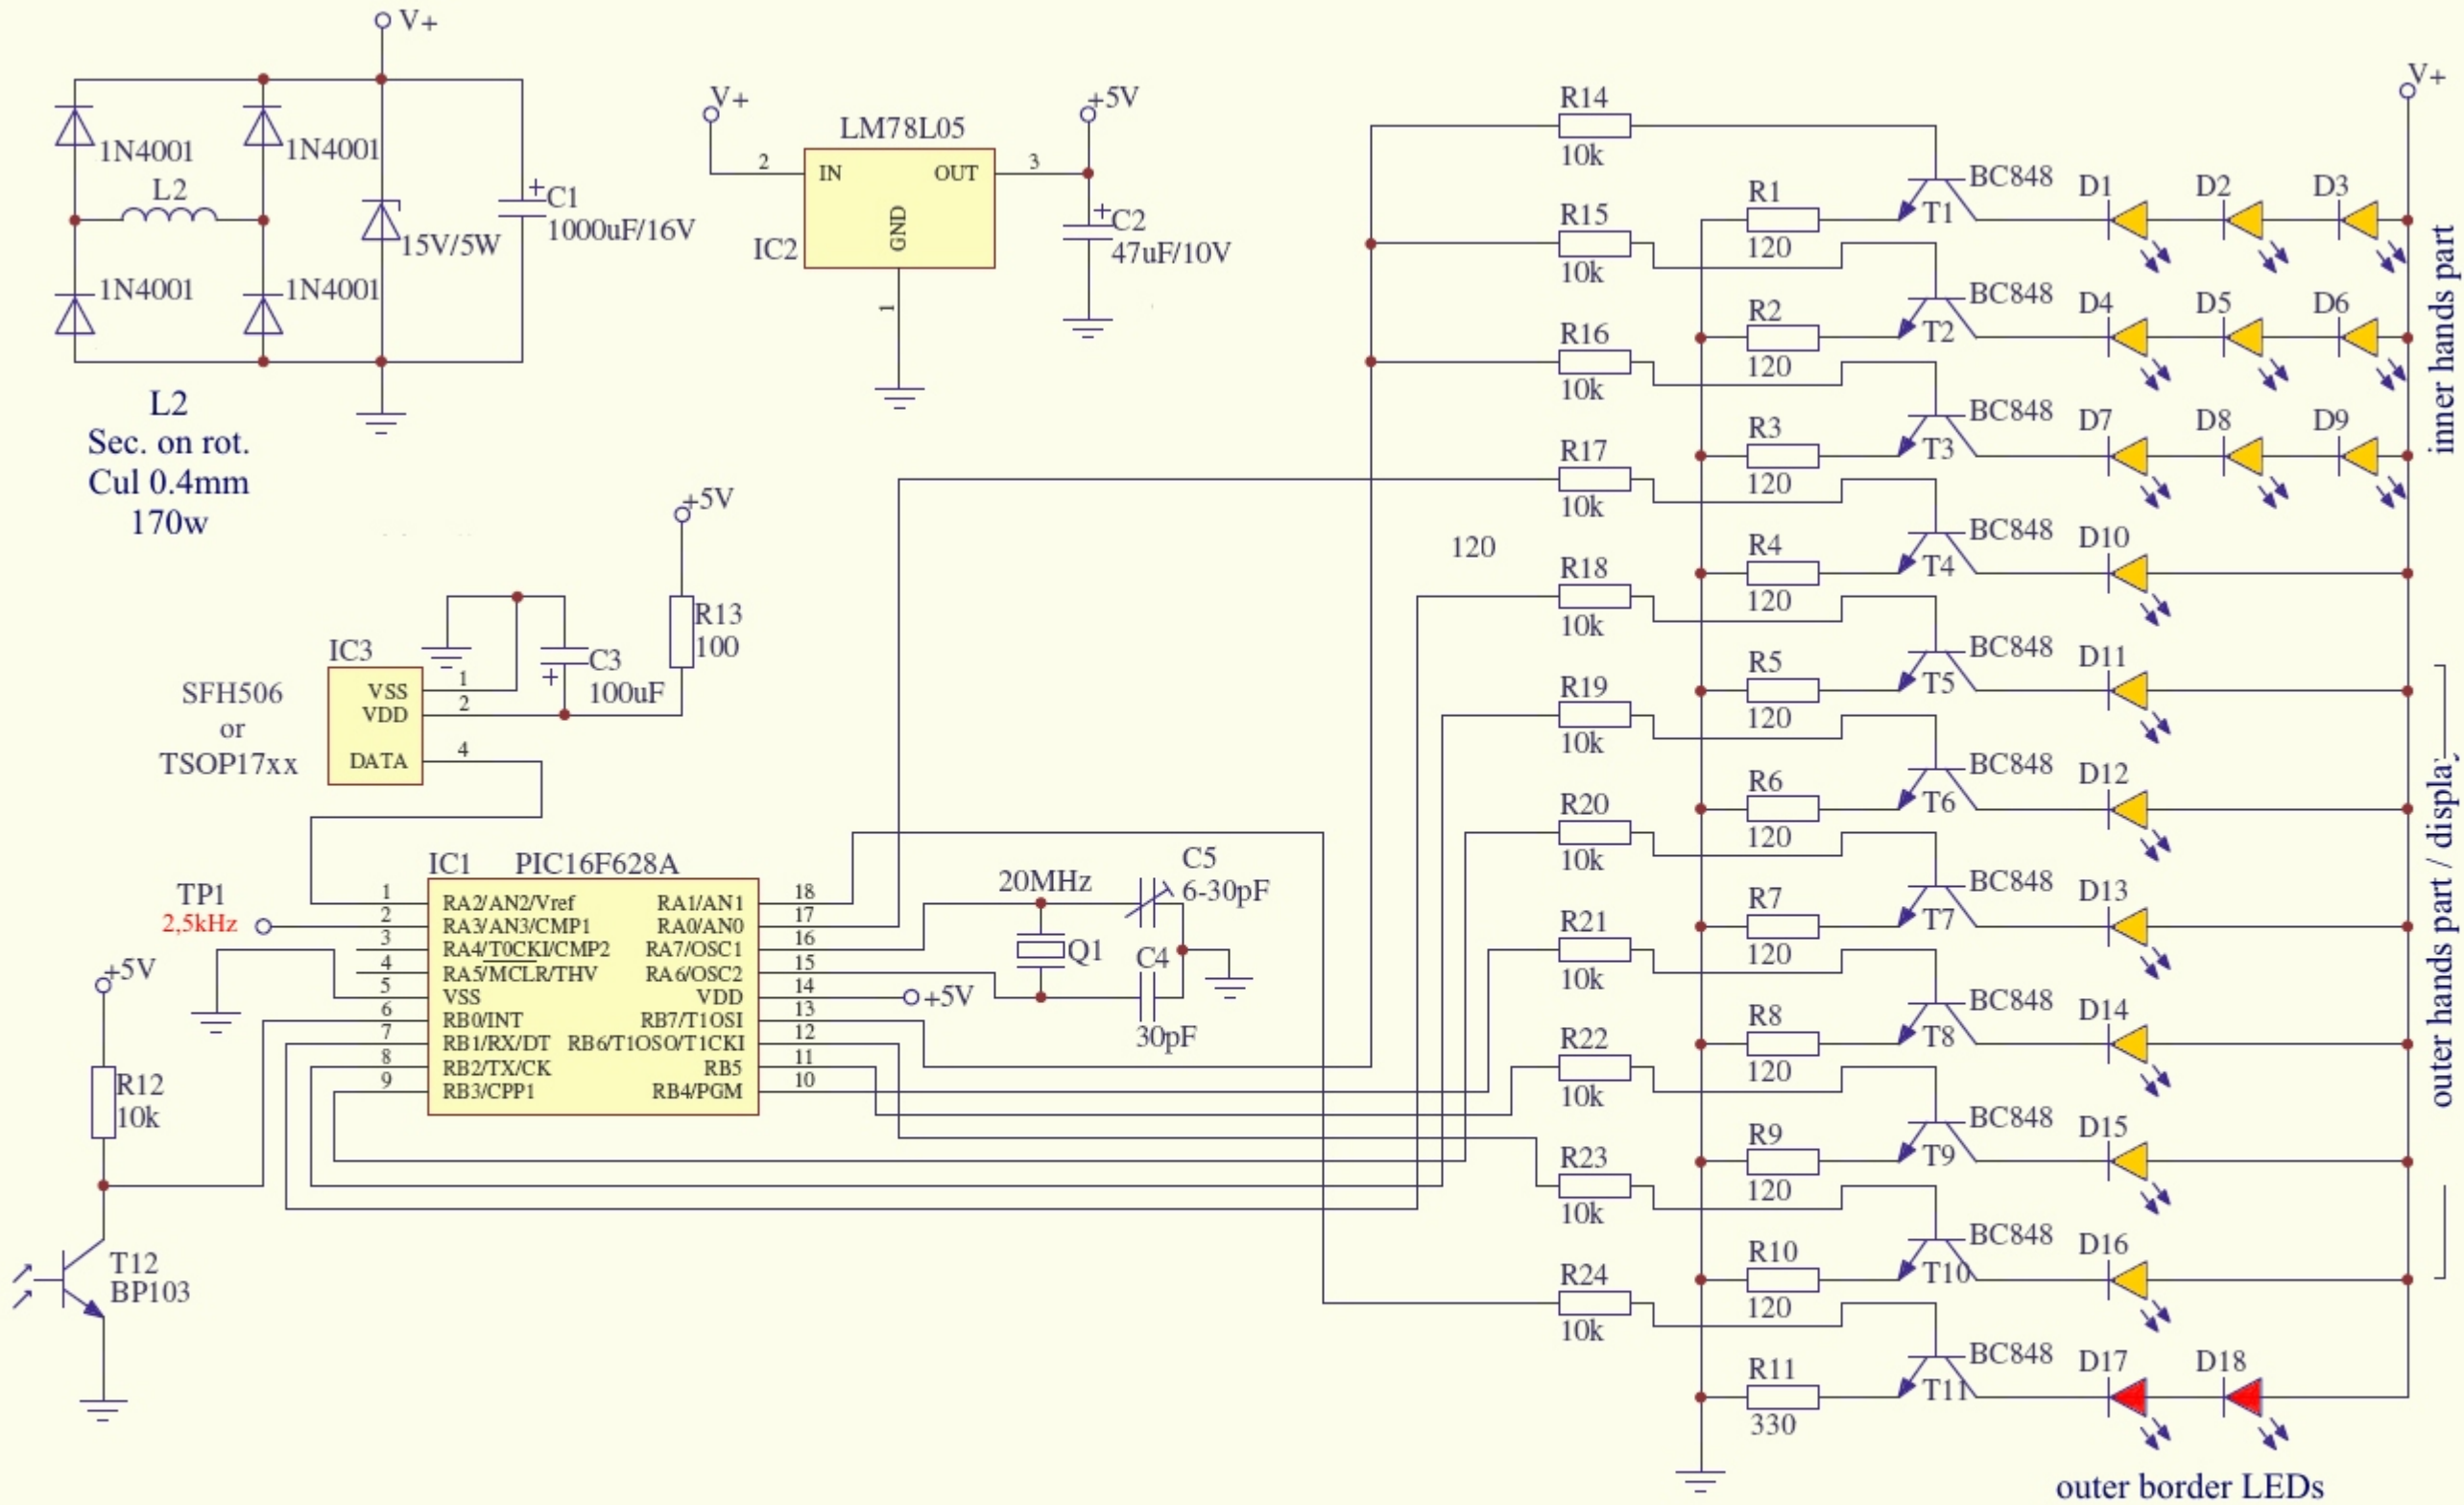 V+
1N4001
1N4001
L2
15V/5W
+
C1
1000uF/16V
1N4001
1N4001
L2
Sec. on rot.
Cul 0.4mm
170w
V+
+5V
LM78L05
2
IN
OUT
3
GND
IC2
1
+
C2
47uF/10V
+5V
R13
100
IC3
C3
+
100uF
SFH506
or
TSOP17xx
VSS
1
VDD
2
DATA
4
IC1
PIC16F628A
TP1
2,5kHz
1
RA2/AN2/Vref
RA1/AN1
18
2
RA3/AN3/CMP1
RA0/AN0
17
3
RA4/T0CKI/CMP2
RA7/OSC1
16
4
RA5/MCLR/THV
RA6/OSC2
15
5
VSS
VDD
14
+5V
6
RB0/INT
RB7/T1OSI
13
7
RB1/RX/DT
RB6/T1OSO/T1CKI
12
8
RB2/TX/CK
RB5
11
9
RB3/CPP1
RB4/PGM
10
20MHz
C5
6-30pF
Q1
C4
30pF
+5V
R12
10k
T12
BP103
120
R14
10k
R15
10k
R16
10k
R17
10k
R18
10k
R19
10k
R20
10k
R21
10k
R22
10k
R23
10k
R24
10k
V+
R1
120
BC848
T1
D1
D2
D3
R2
120
BC848
T2
D4
D5
D6
R3
120
BC848
T3
D7
D8
D9
inner hands part
R4
120
BC848
T4
D10
R5
120
BC848
T5
D11
R6
120
BC848
T6
D12
R7
120
BC848
T7
D13
R8
120
BC848
T8
D14
R9
120
BC848
T9
D15
R10
120
BC848
T10
D16
outer hands part / display
R11
330
BC848
T11
D17
D18
outer border LEDs